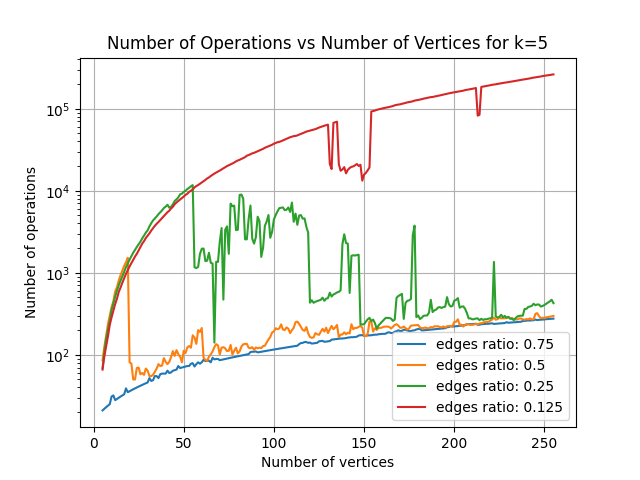 Number of Operations vs Number of Vertices for k=5
Number of operations
10^5
10^4
10^3
10^2
0 50 100 150 200 250
Number of vertices
edges ratio: 0.75
edges ratio: 0.5
edges ratio: 0.25
edges ratio: 0.125